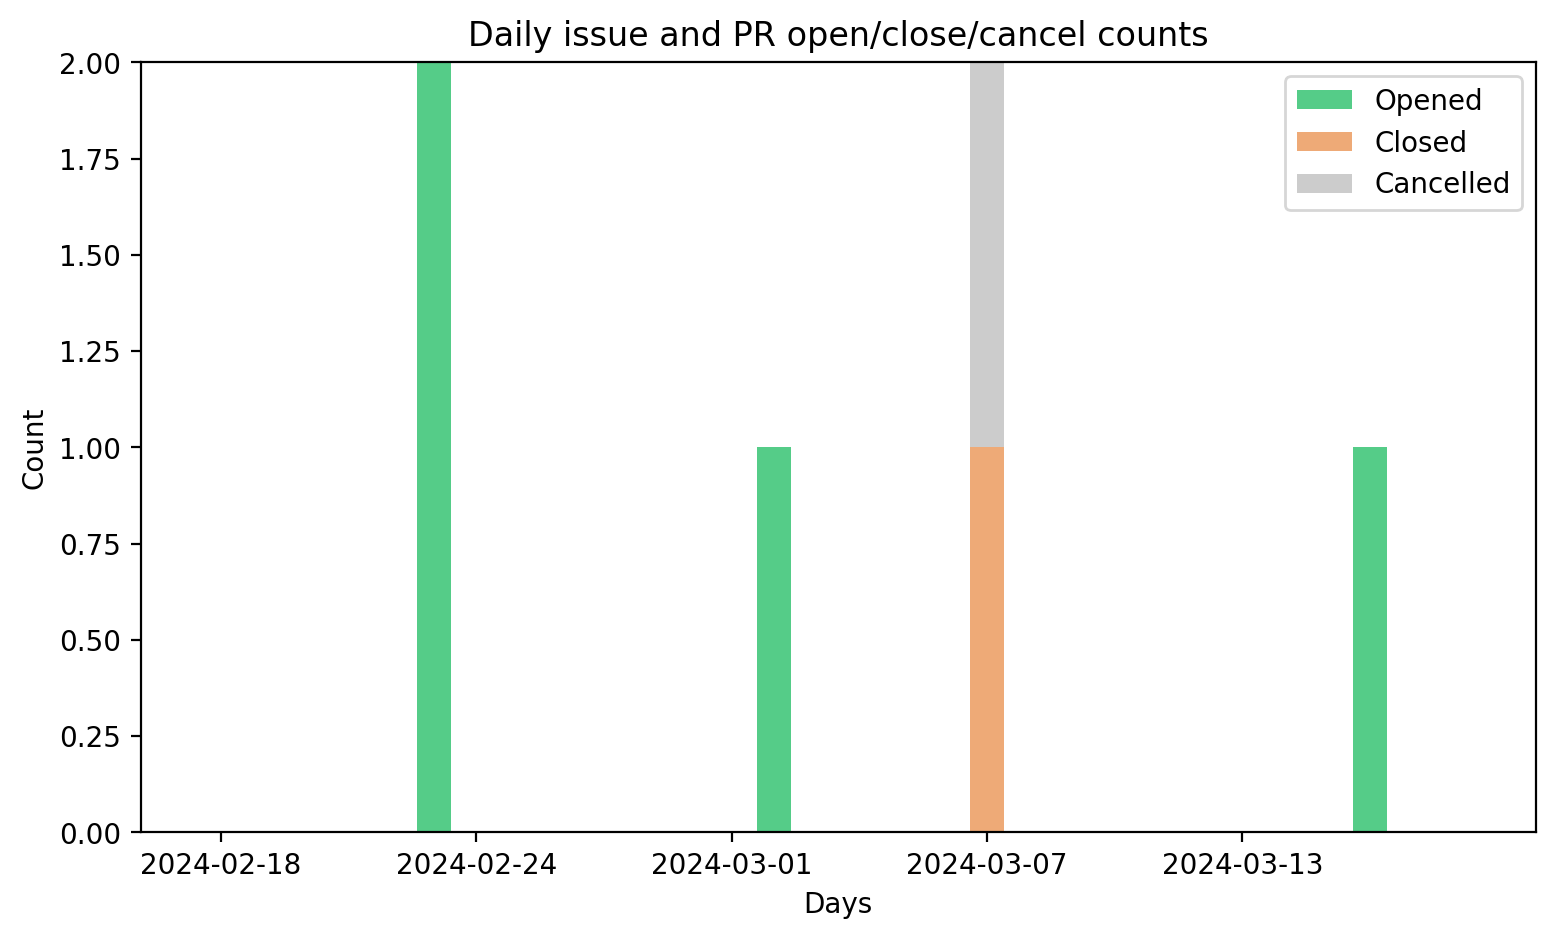 Daily issue and PR open/close/cancel counts
2.00
1.75
1.50
1.25
1.00
0.75
0.50
0.25
0.00
Count
Opened
Closed
Cancelled
2024-02-18 2024-02-24 2024-03-01 2024-03-07 2024-03-13
Days